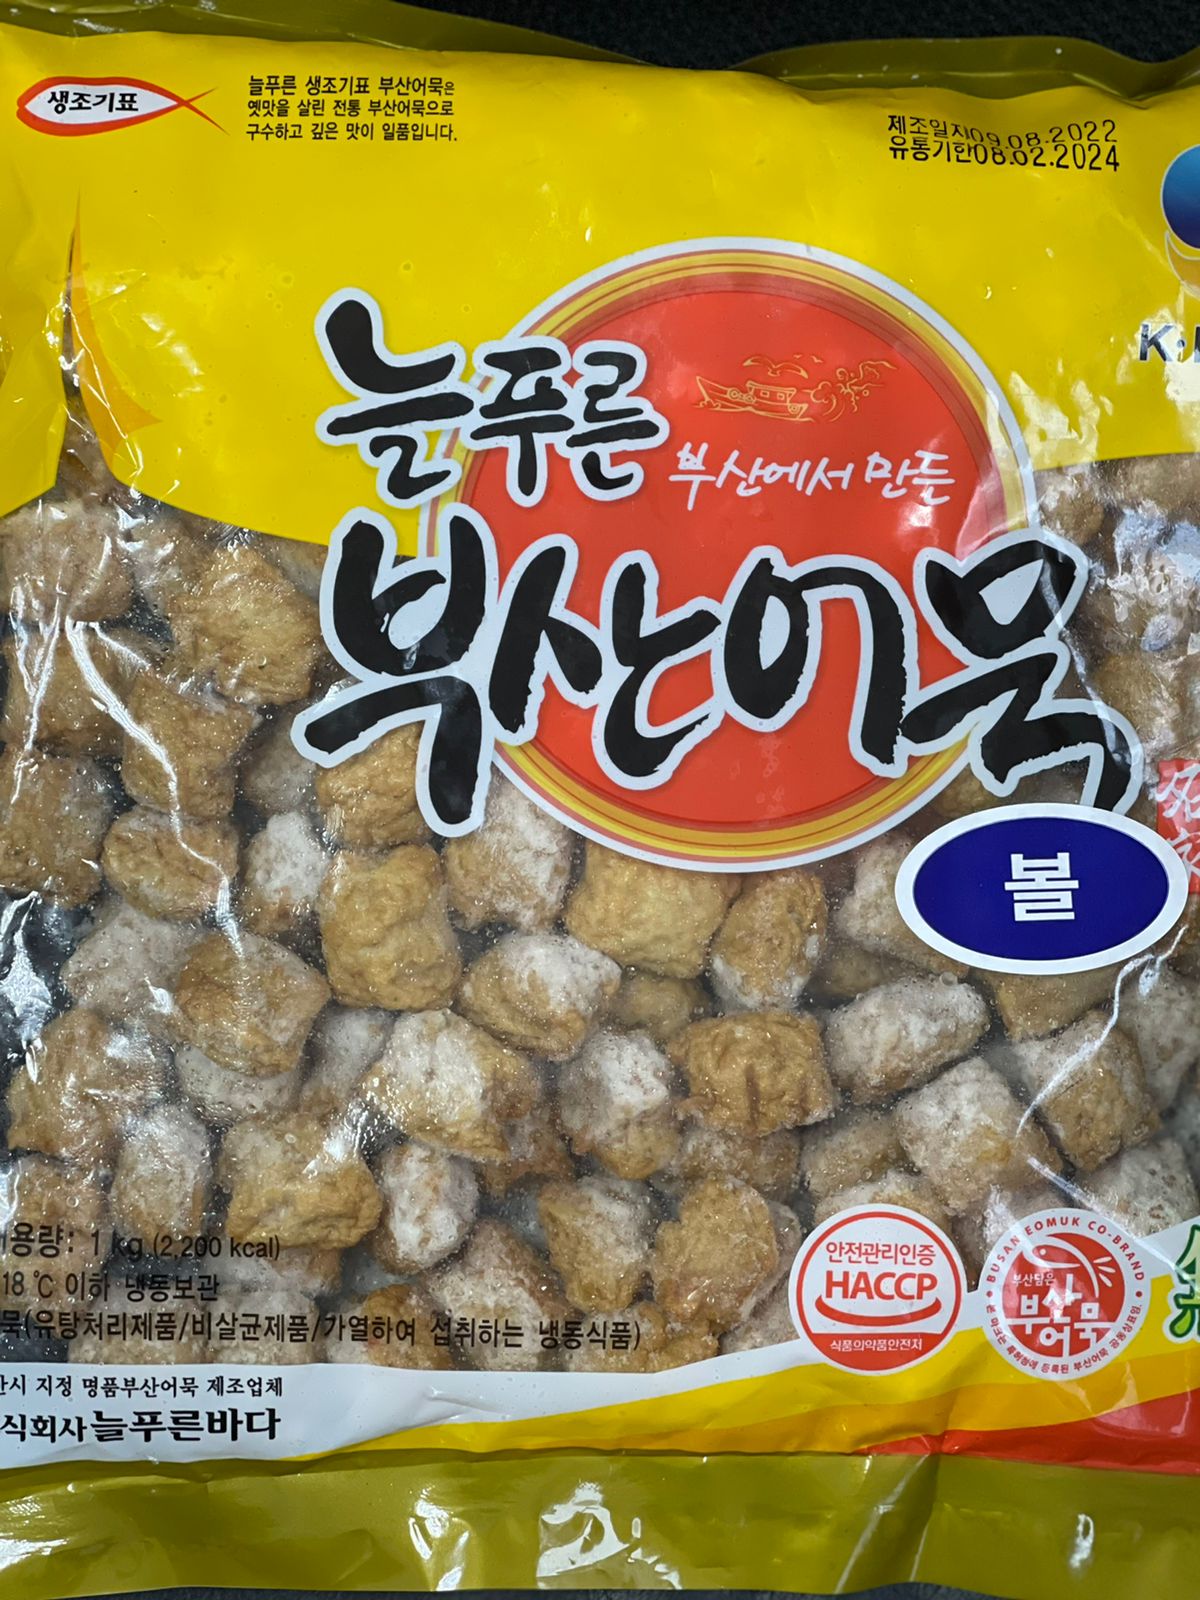 생조기표
늘푸른 생조기표 부산어묵은
옛맛을 살린 전통 부산어묵으로
구수하고 깊은 맛이 일품입니다.
제조일자09.08.2022
유통기한08.02.2024
K·
늘푸른
부산에서 만든
부산어묵
볼
용량: 1 kg (2,200 kcal)
18 ℃ 이하 냉동보관
묵(유탕처리제품/비살균제품/가열하여 섭취하는 냉동식품)
시 지정 명품부산어묵 제조업체
식회사 늘푸른바다
안전관리인증
HACCP
식품의약품안전처
BUSAN EOMUK CO-BRAND
부산담은
부산
어묵